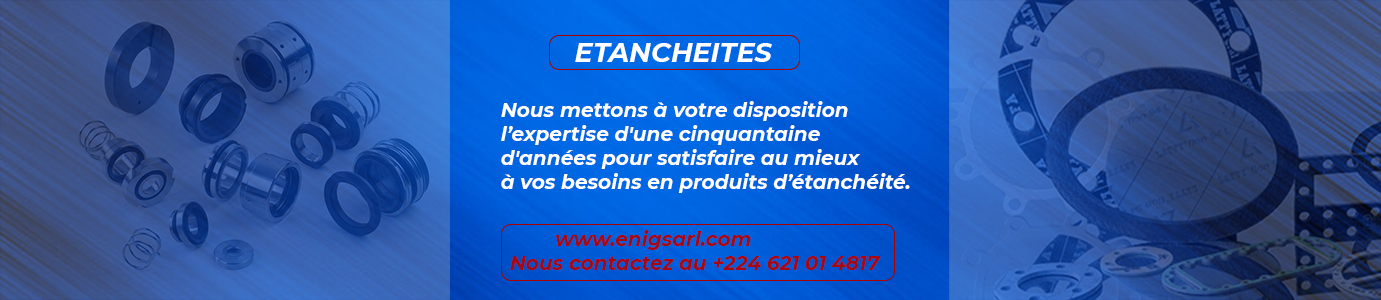 ETANCHEITES
Nous mettons à votre disposition
l’expertise d'une cinquantaine
d'années pour satisfaire au mieux
à vos besoins en produits d’étanchéité.
www.enigsarl.com
Nous contactez au +224 621 01 4817